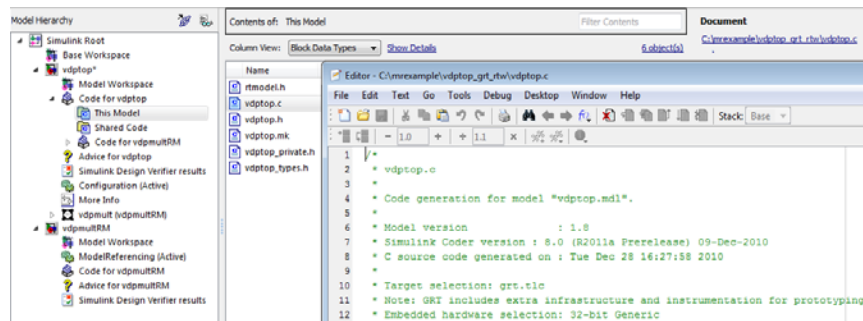 Model Hierarchy
Simulink Root
Base Workspace
vdptop*
Model Workspace
Code for vdptop
This Model
Shared Code
Code for vdpmultRM
Advice for vdptop
Simulink Design Verifier results
Configuration (Active)
More Info
vdpmult (vdpmultRM)
vdpmultRM
Model Workspace
ModelReferencing (Active)
Code for vdpmultRM
Advice for vdpmultRM
Simulink Design Verifier results
Contents of: This Model
Filter Contents
Column View: Block Data Types Show Details 6 object(s)
Name
rtmodel.h
vdptop.c
vdptop.h
vdptop.mk
vdptop_private.h
vdptop_types.h
Document
C:\mrexample\vdptop_grt_rtw\vdptop.c
.
Editor - C:\mrexample\vdptop_grt_rtw\vdptop.c
File Edit Text Go Tools Debug Desktop Window Help
Stack: Base
- 1.0 + ÷ 1.1 ×
1 /*
2 * vdptop.c
3 *
4 * Code generation for model "vdptop.mdl".
5 *
6 * Model version : 1.8
7 * Simulink Coder version : 8.0 (R2011a Prerelease) 09-Dec-2010
8 * C source code generated on : Tue Dec 28 16:27:58 2010
9 *
10 * Target selection: grt.tlc
11 * Note: GRT includes extra infrastructure and instrumentation for prototyping
12 * Embedded hardware selection: 32-bit Generic